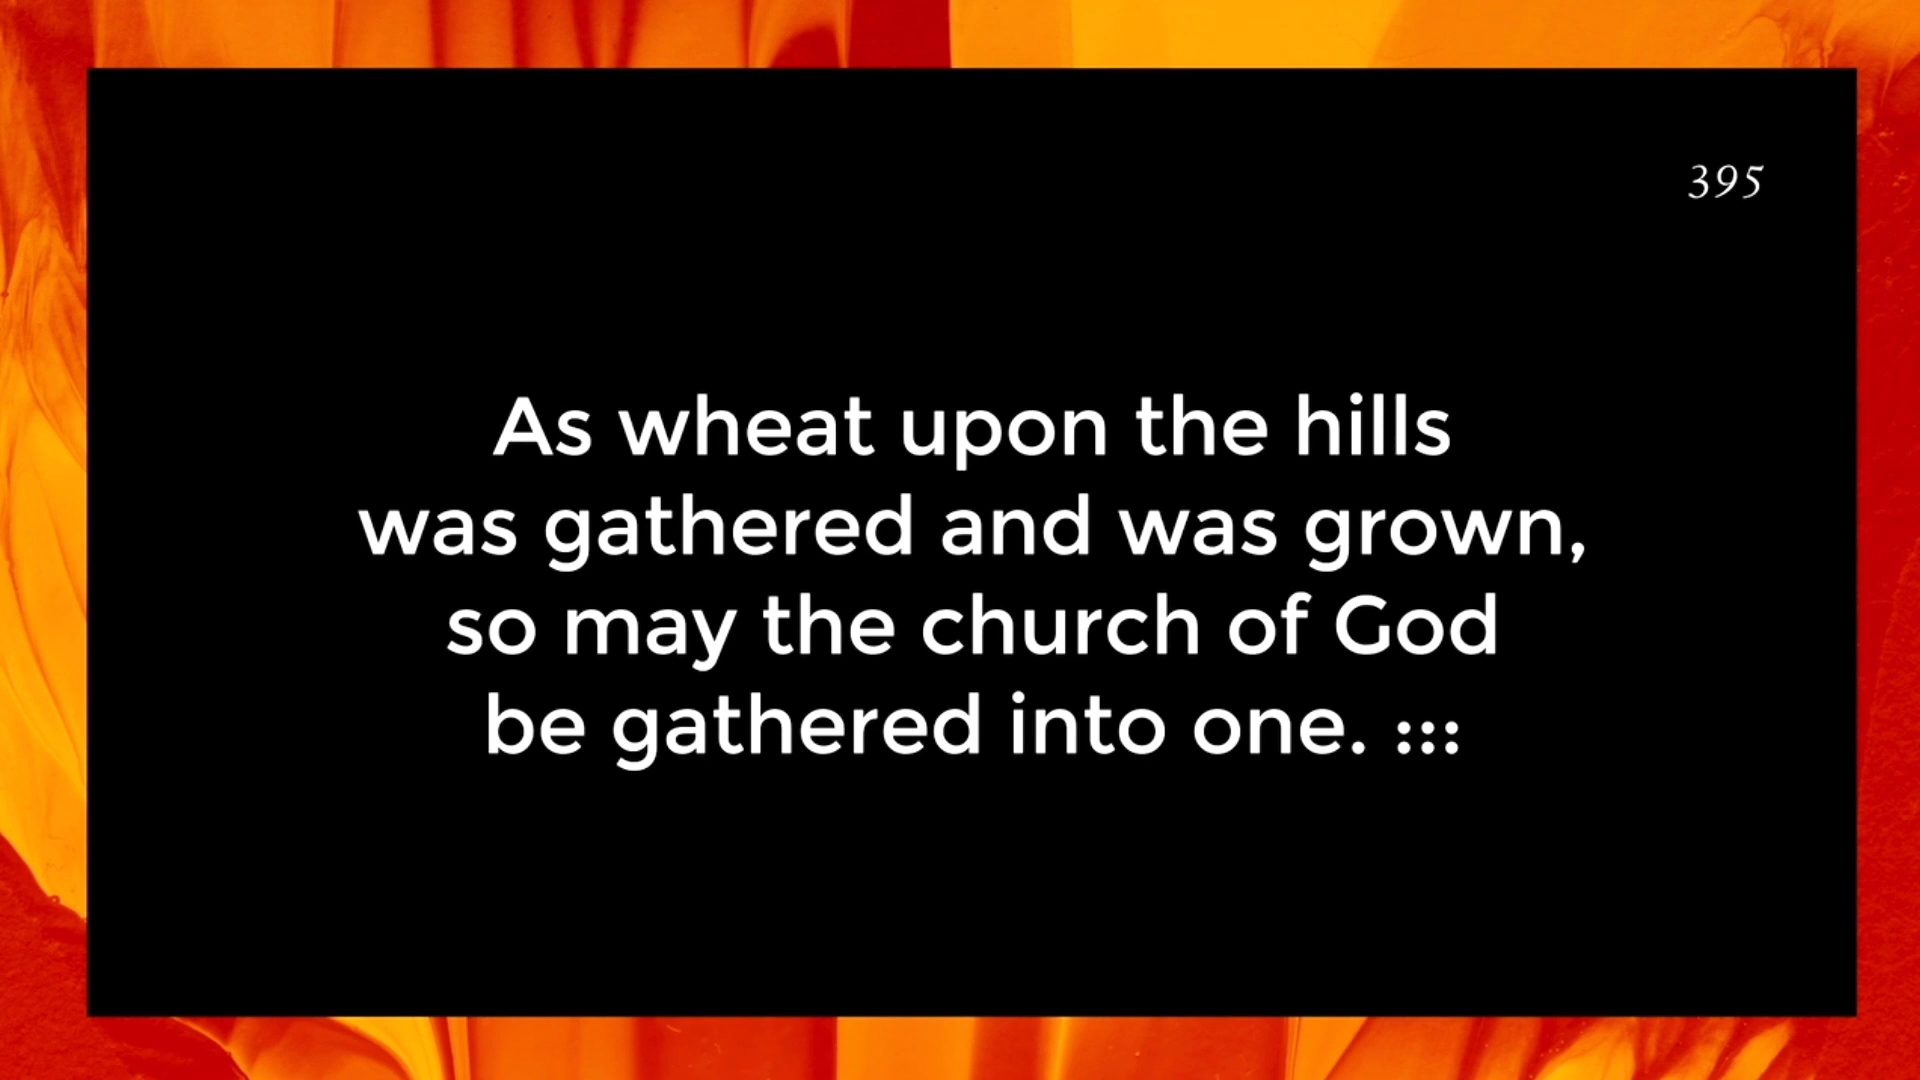 395
As wheat upon the hills
was gathered and was grown,
so may the church of God
be gathered into one. :::